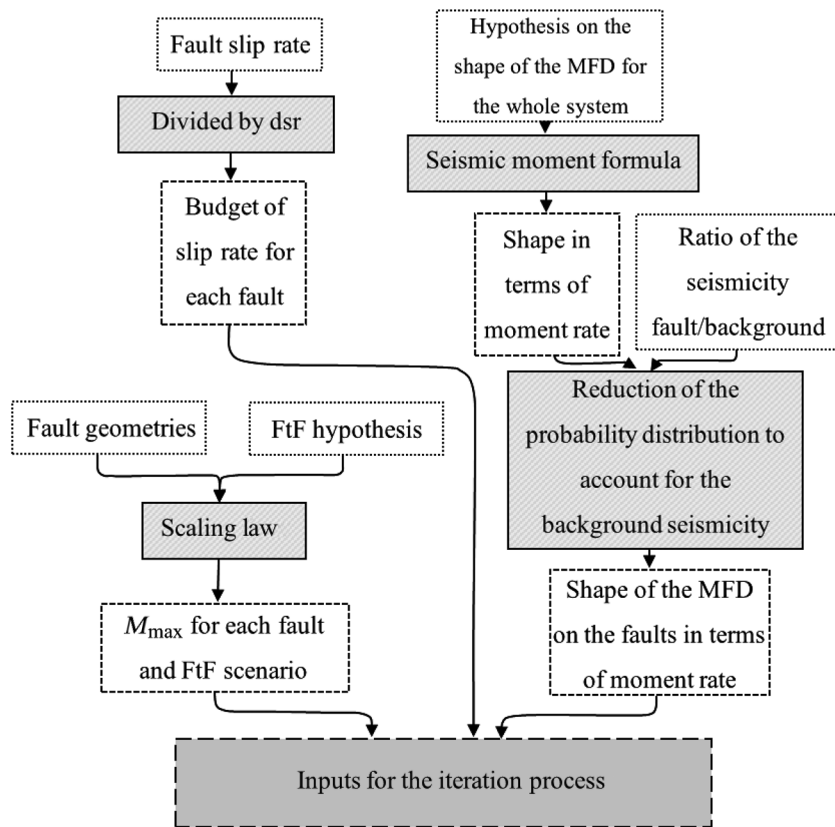 Fault slip rate
Divided by dsr
Budget of
slip rate for
each fault
Hypothesis on the
shape of the MFD for
the whole system
Seismic moment formula
Shape in
terms of
moment rate
Ratio of the
seismicity
fault/background
Reduction of the
probability distribution to
account for the
background seismicity
Fault geometries
FtF hypothesis
Scaling law
Mmax for each fault
and FtF scenario
Shape of the MFD
on the faults in terms
of moment rate
Inputs for the iteration process